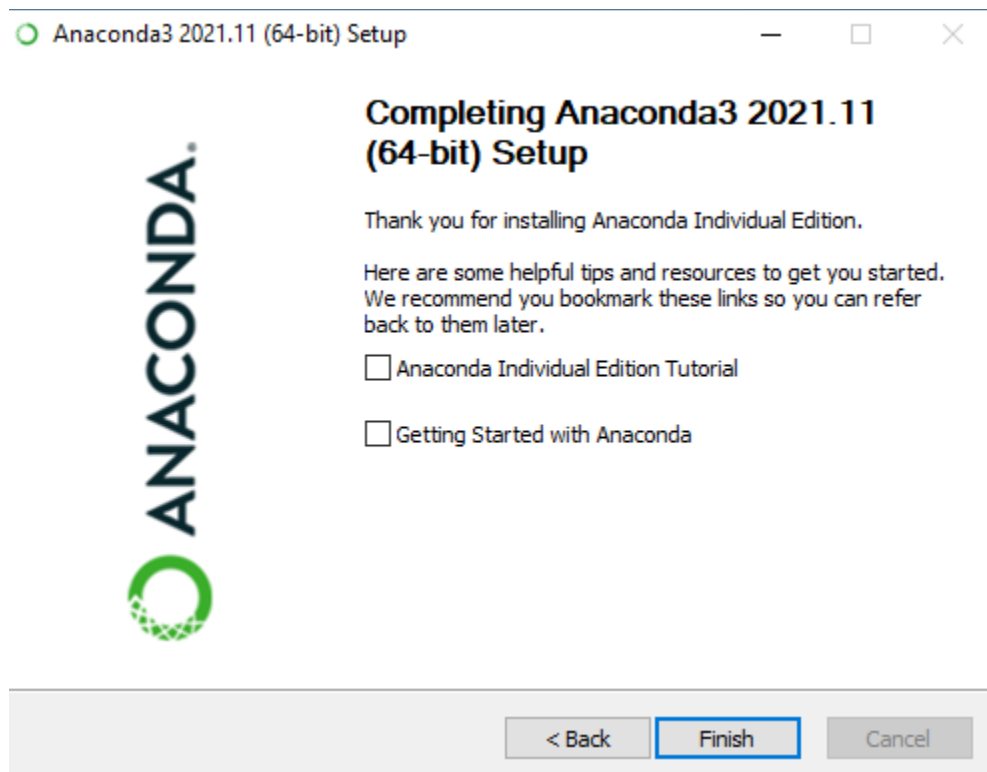 Anaconda3 2021.11 (64-bit) Setup
Completing Anaconda3 2021.11
(64-bit) Setup
ANACONDA.
Thank you for installing Anaconda Individual Edition.
Here are some helpful tips and resources to get you started.
We recommend you bookmark these links so you can refer
back to them later.
Anaconda Individual Edition Tutorial
Getting Started with Anaconda
< Back
Finish
Cancel